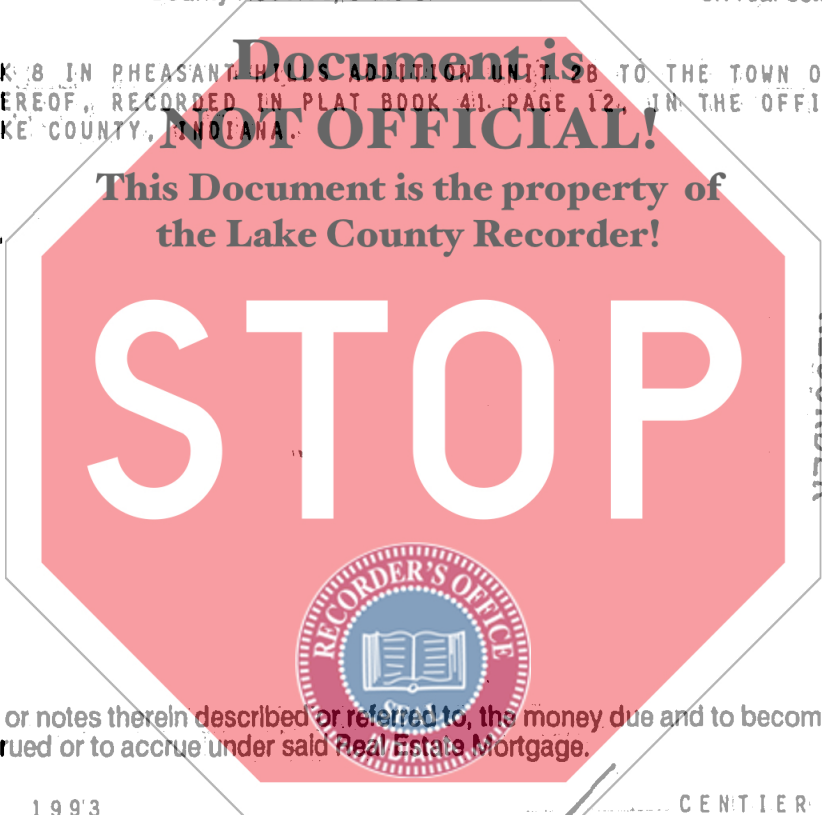 Document is
K 8 IN PHEASANT HILLS ADDITION UNIT 2B TO THE TOWN O
EREOF, RECORDED IN PLAT BOOK 41 PAGE 12, IN THE OFFI
KE COUNTY, INDIANA.
NOT OFFICIAL!
This Document is the property of
the Lake County Recorder!
STOP
RECORDER'S OFFICE
Seal
INDIANA
or notes therein described or referred to, the money due and to becom
rued or to accrue under said Real Estate Mortgage.
1993
CENTIER